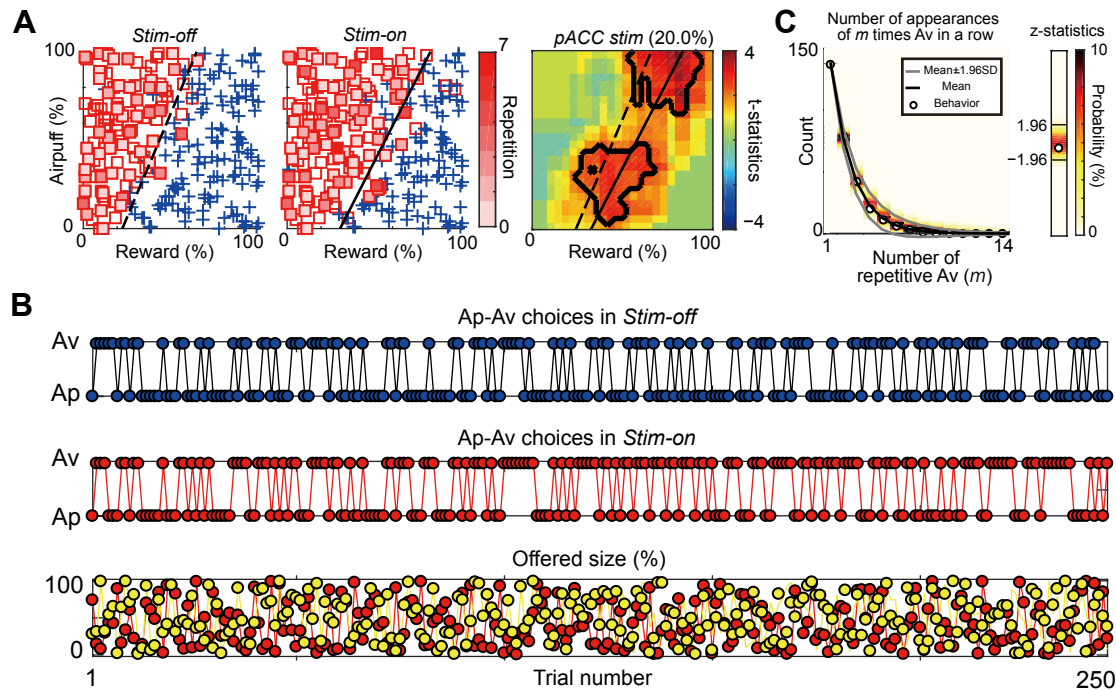 A
Stim-off
100
Airpuff (%)
0
0
100
Reward (%)
Stim-on
0
100
Reward (%)
7
Repetition
0
pACC stim (20.0%)
100
Reward (%)
4
t-statistics
−4
C
Number of appearances
of m times Av in a row
150
Count
0
Mean±1.96SD
Mean
Behavior
1
14
Number of
repetitive Av (m)
z-statistics
1.96
−1.96
10
Probability (%)
0
B
Ap-Av choices in Stim-off
Av
Ap
Ap-Av choices in Stim-on
Av
Ap
Offered size (%)
100
0
1
Trial number
250